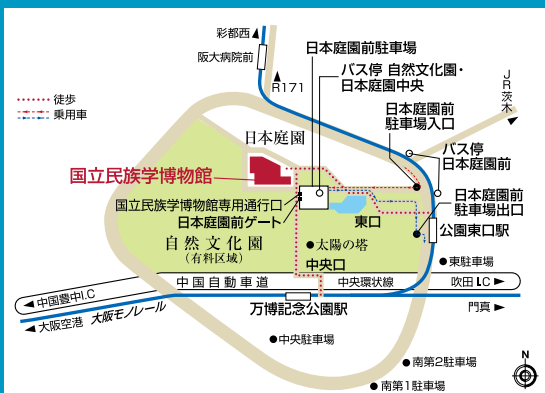 彩都西
阪大病院前
R171
日本庭園前駐車場
バス停 自然文化園・
日本庭園中央
JR茨木
徒歩
乗用車
日本庭園前
駐車場入口
日本庭園
バス停
日本庭園前
国立民族学博物館
国立民族学博物館専用通行口
日本庭園前ゲート
日本庭園前
駐車場出口
東口
公園東口駅
自然文化園
(有料区域)
太陽の塔
中央口
東駐車場
中国自動車道
中央環状線
吹田I.C
中国豊中I.C
万博記念公園駅
門真
大阪空港
大阪モノレール
中央駐車場
南第2駐車場
南第1駐車場
N